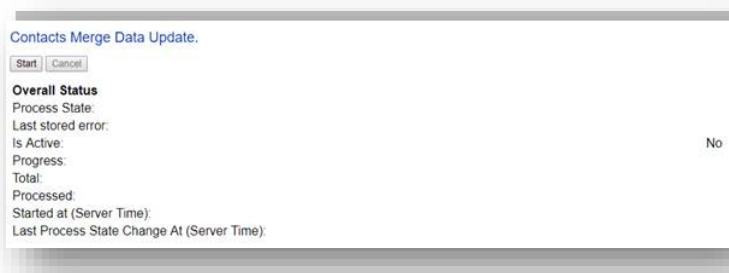 Contacts Merge Data Update.
Start Cancel
Overall Status
Process State:
Last stored error:
Is Active: No
Progress:
Total:
Processed:
Started at (Server Time):
Last Process State Change At (Server Time):